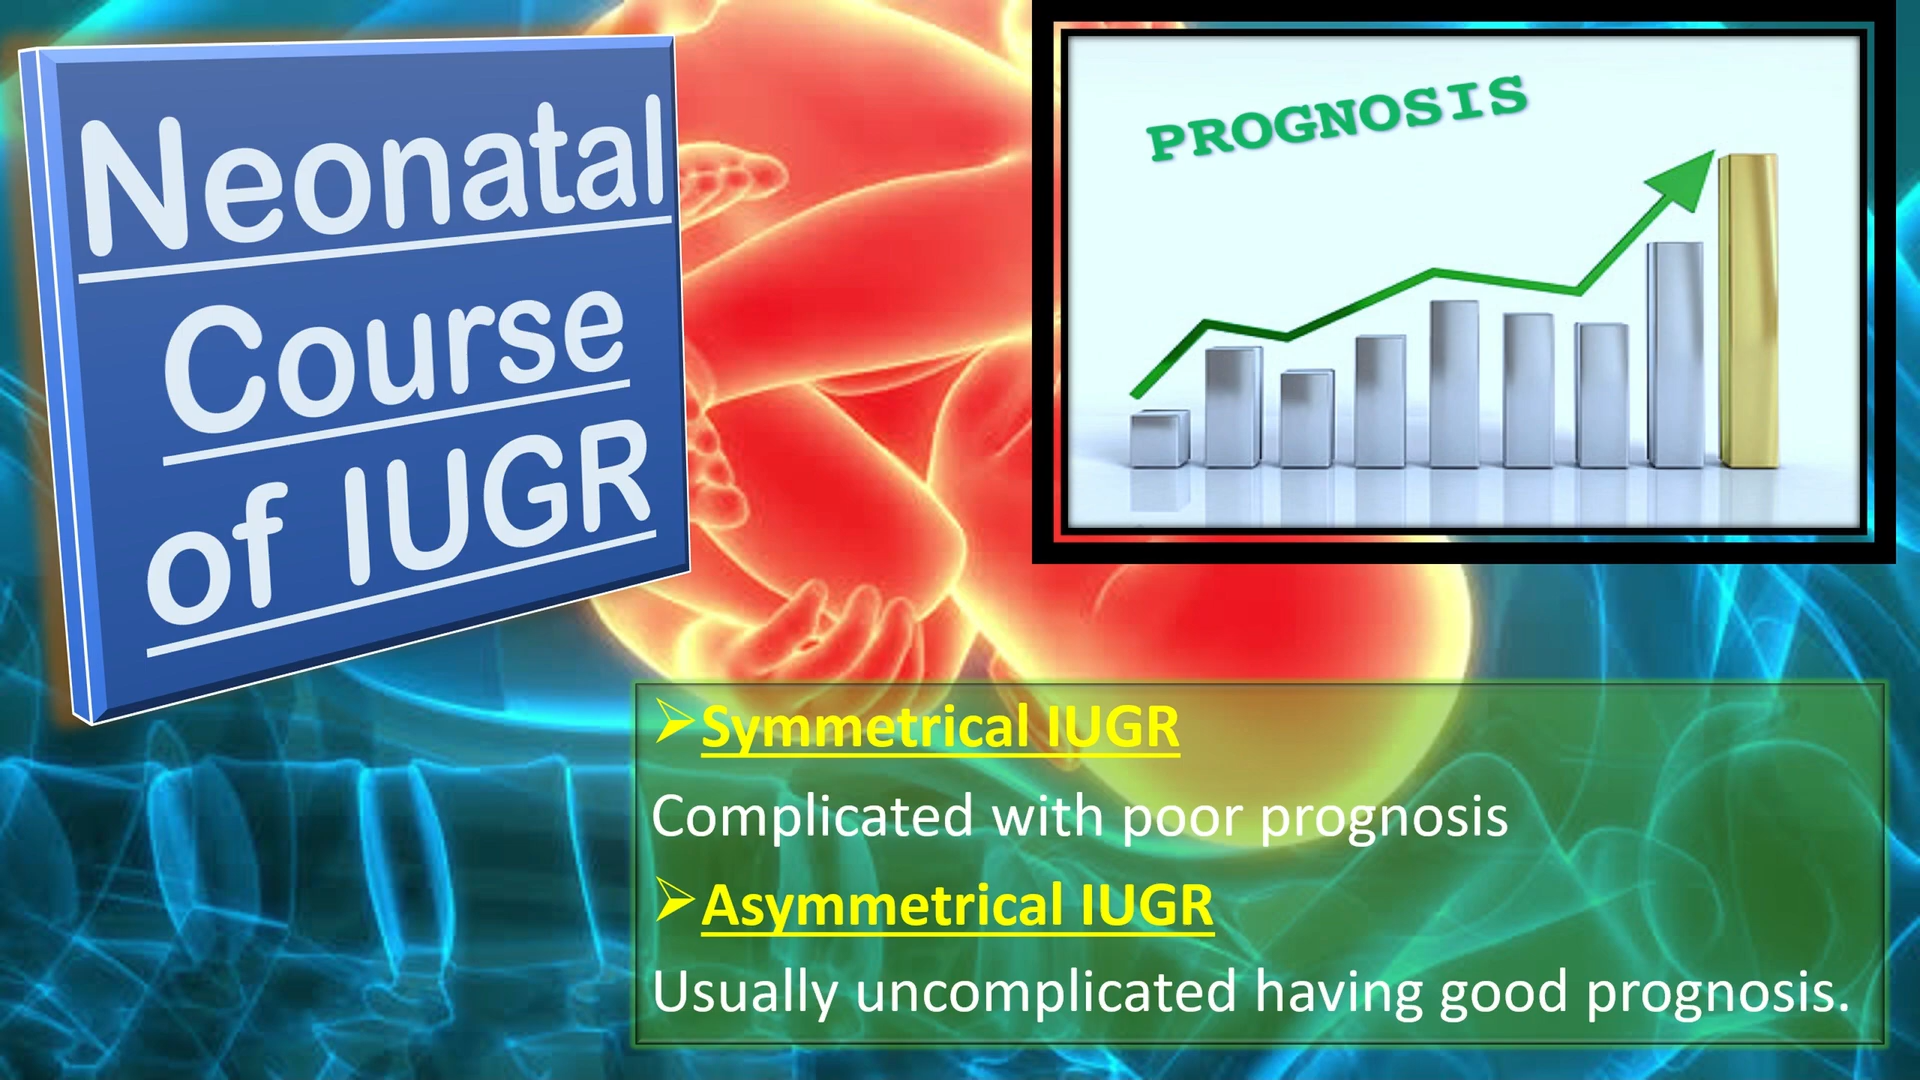 Neonatal
Course
of IUGR
PROGNOSIS
➢Symmetrical IUGR
Complicated with poor prognosis
➢Asymmetrical IUGR
Usually uncomplicated having good prognosis.